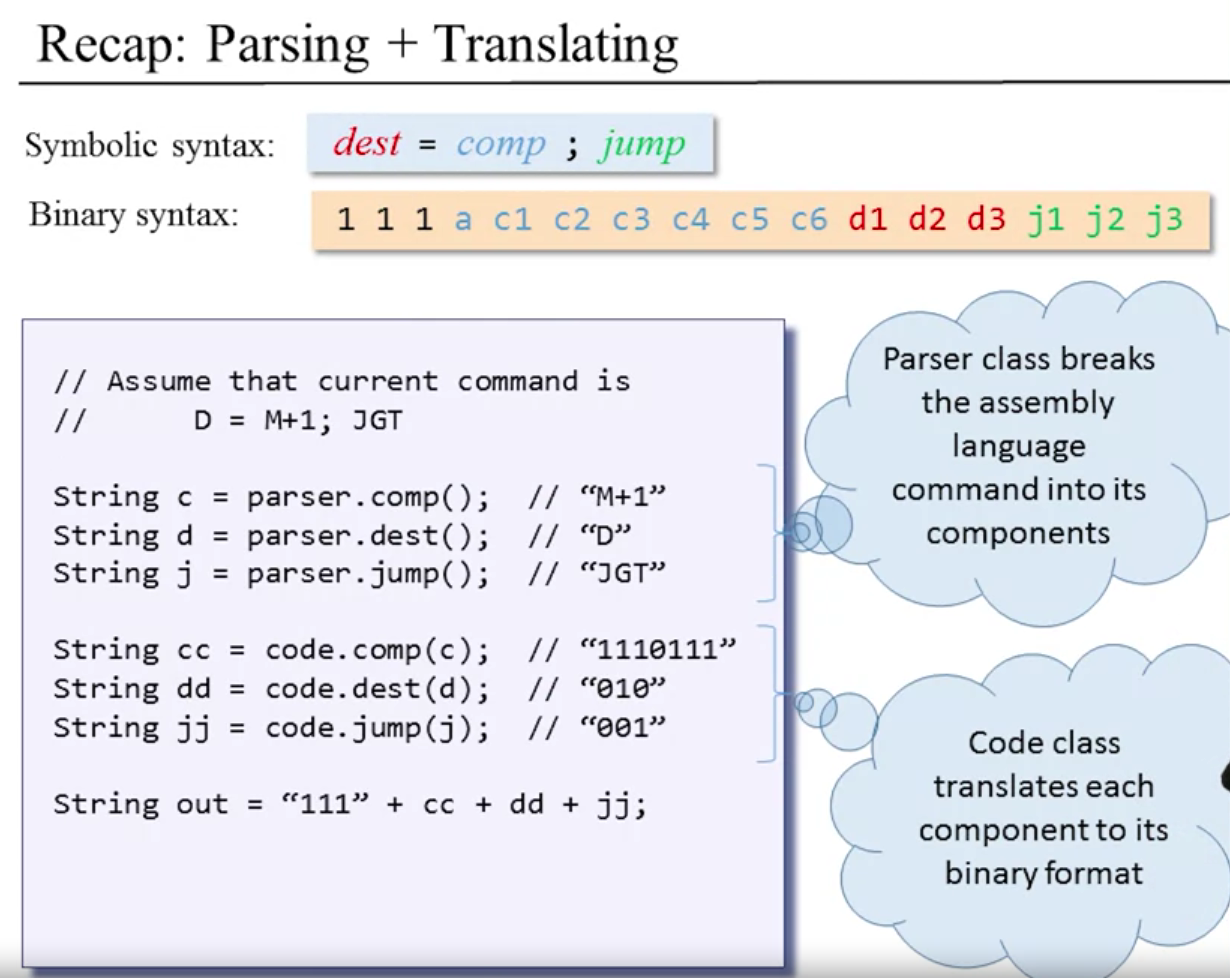 Recap: Parsing + Translating
Symbolic syntax: dest = comp ; jump
Binary syntax: 1 1 1 a c1 c2 c3 c4 c5 c6 d1 d2 d3 j1 j2 j3
// Assume that current command is
// D = M+1; JGT
String c = parser.comp(); // “M+1”
String d = parser.dest(); // “D”
String j = parser.jump(); // “JGT”
String cc = code.comp(c); // “1110111”
String dd = code.dest(d); // “010”
String jj = code.jump(j); // “001”
String out = “111” + cc + dd + jj;
Parser class breaks
the assembly
language
command into its
components
Code class
translates each
component to its
binary format